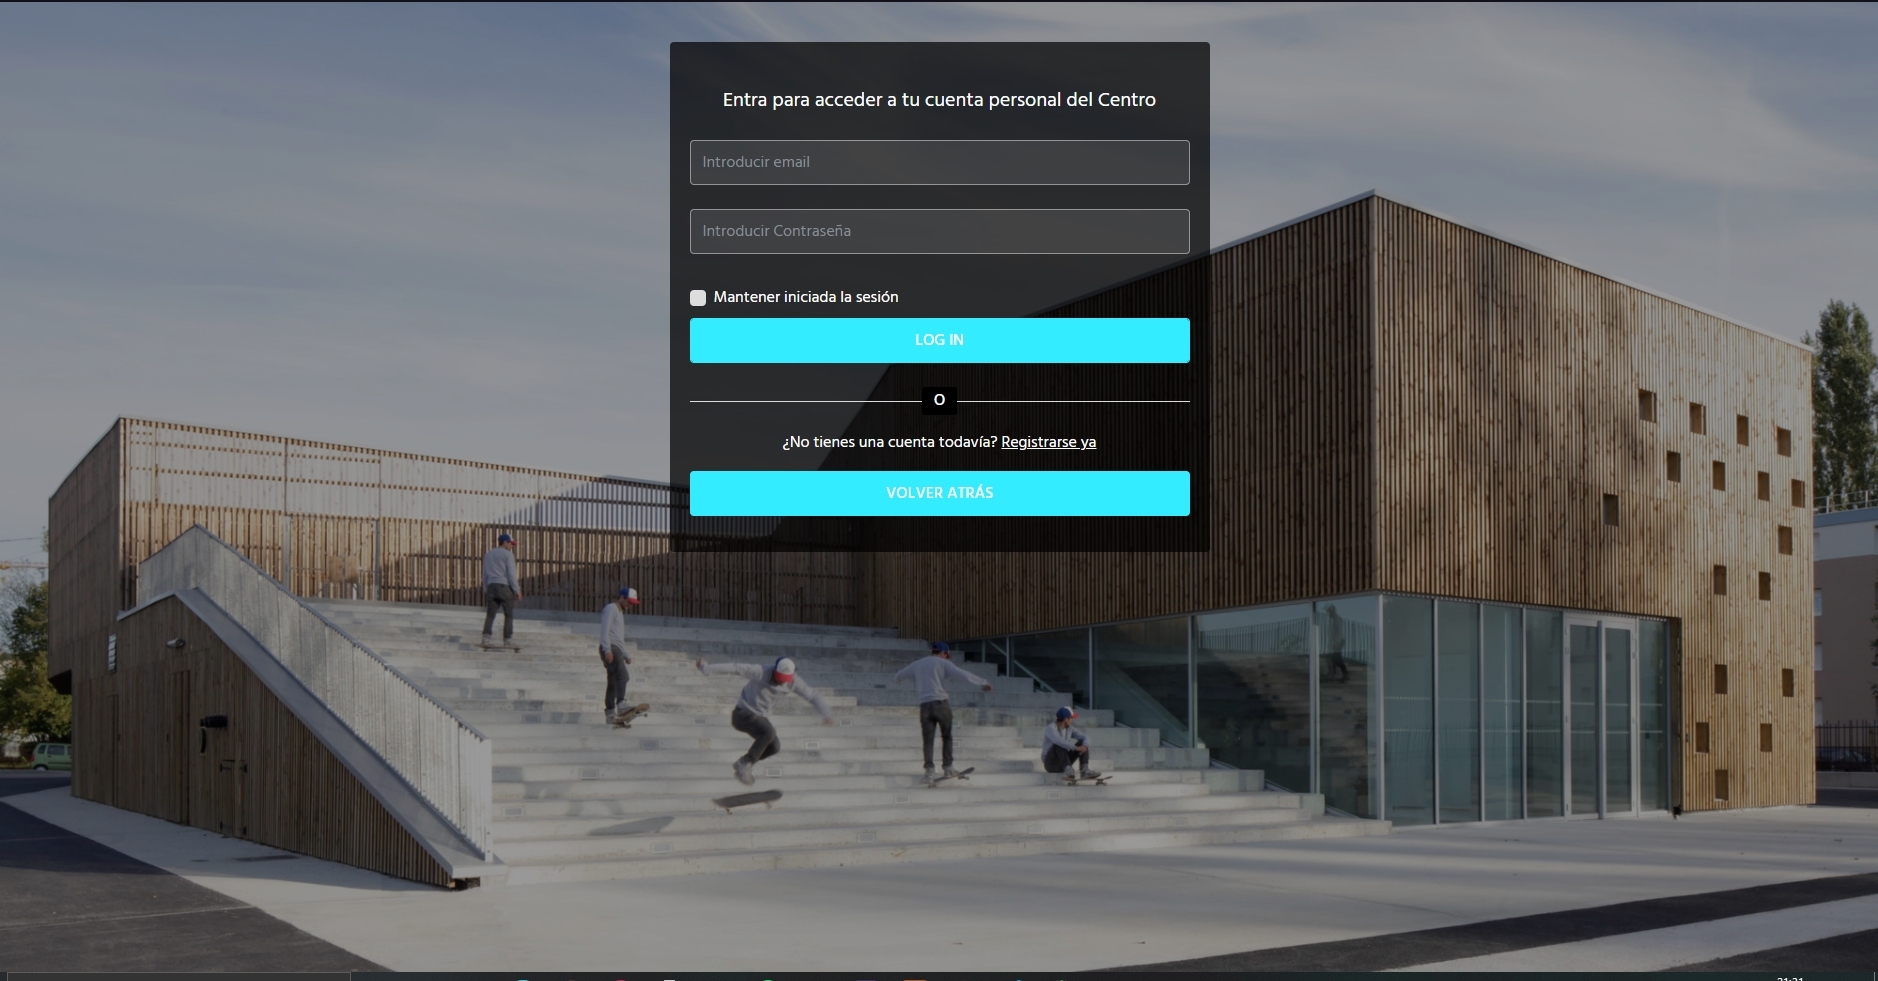 Entra para acceder a tu cuenta personal del Centro
Introducir email
Introducir Contraseña
Mantener iniciada la sesión
LOG IN
O
¿No tienes una cuenta todavía? Registrarse ya
VOLVER ATRÁS